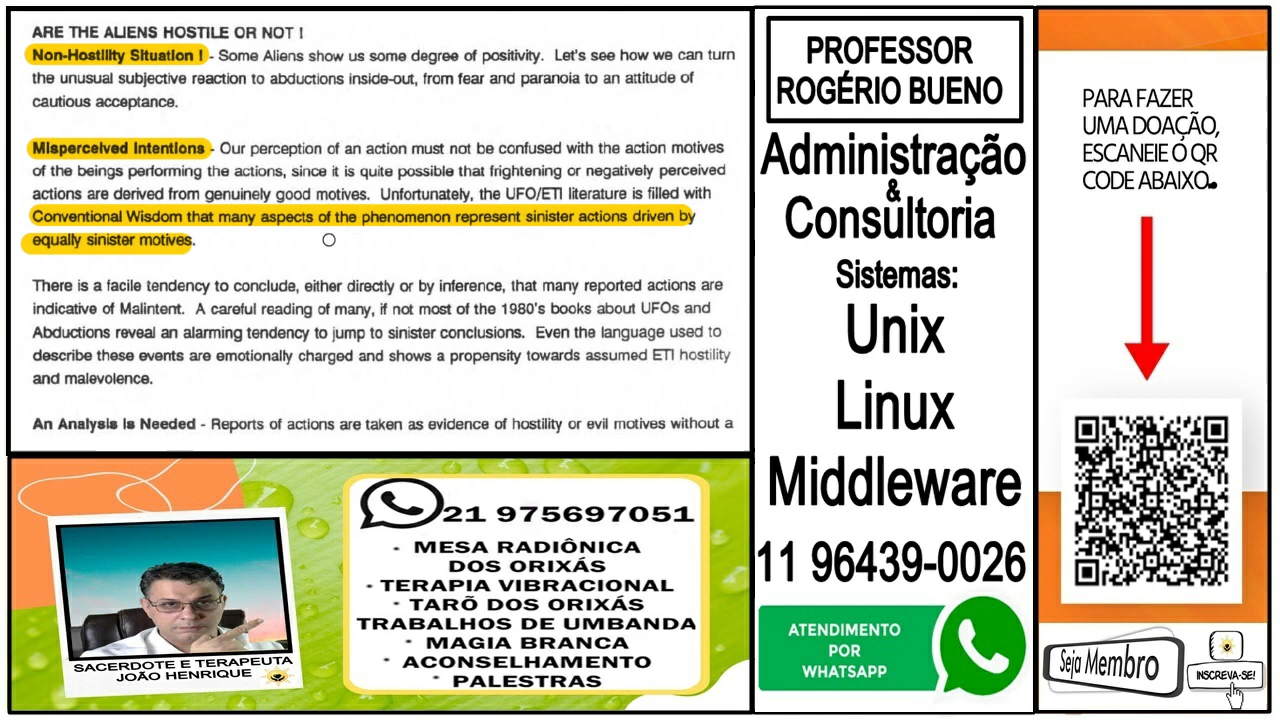 ARE THE ALIENS HOSTILE OR NOT !
Non-Hostility Situation ! - Some Aliens show us some degree of positivity. Let's see how we can turn
the unusual subjective reaction to abductions inside-out, from fear and paranoia to an attitude of
cautious acceptance.
Misperceived Intentions - Our perception of an action must not be confused with the action motives
of the beings performing the actions, since it is quite possible that frightening or negatively perceived
actions are derived from genuinely good motives. Unfortunately, the UFO/ETI literature is filled with
Conventional Wisdom that many aspects of the phenomenon represent sinister actions driven by
equally sinister motives.
There is a facile tendency to conclude, either directly or by inference, that many reported actions are
indicative of Malintent. A careful reading of many, if not most of the 1980's books about UFOs and
Abductions reveal an alarming tendency to jump to sinister conclusions. Even the language used to
describe these events are emotionally charged and shows a propensity towards assumed ETI hostility
and malevolence.
An Analysis Is Needed - Reports of actions are taken as evidence of hostility or evil motives without a
SACERDOTE E TERAPEUTA
JOÃO HENRIQUE
21 975697051
· MESA RADIÔNICA
DOS ORIXÁS
· TERAPIA VIBRACIONAL
· TARÕ DOS ORIXÁS
TRABALHOS DE UMBANDA
· MAGIA BRANCA
· ACONSELHAMENTO
· PALESTRAS
PROFESSOR
ROGÉRIO BUENO
Administração
&
Consultoria
Sistemas:
Unix
Linux
Middleware
11 96439-0026
ATENDIMENTO
POR
WHATSAPP
PARA FAZER
UMA DOAÇÃO,
ESCANEIE O QR
CODE ABAIXO..
Seja Membro
INSCREVA-SE!